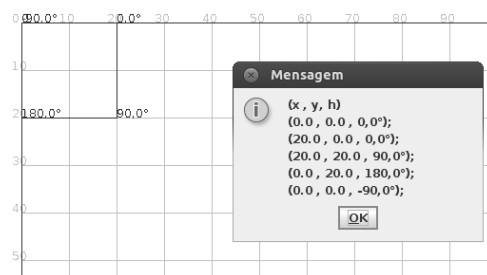 0 -90,0° 10 0,0° 30 40 50 60 70 80 90
Mensagem
10
(x , y, h)
(0.0 , 0.0 , 0,0°);
(20.0 , 0.0 , 0,0°);
(20.0 , 20.0 , 90,0°);
(0.0 , 20.0 , 180,0°);
(0.0 , 0.0 , -90,0°);
OK
180,0° 90,0°
20
30
40
50